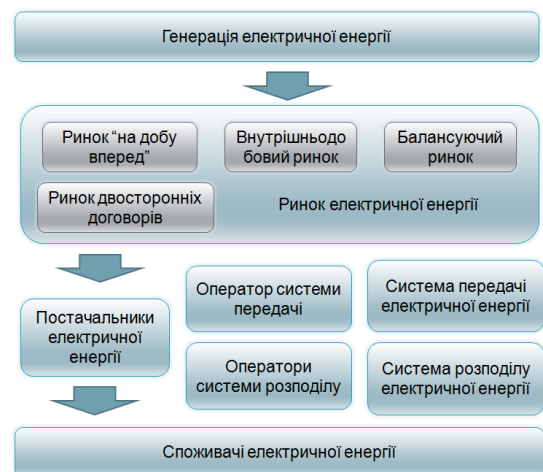 Генерація електричної енергії
Ринок “на добу
вперед”
Внутрішньодо
бовий ринок
Балансуючий
ринок
Ринок двосторонніх
договорів
Ринок електричної енергії
Постачальники
електричної
енергії
Оператор системи
передачі
Система передачі
електричної енергії
Оператори
системи розподілу
Система розподілу
електричної енергії
Споживачі електричної енергії